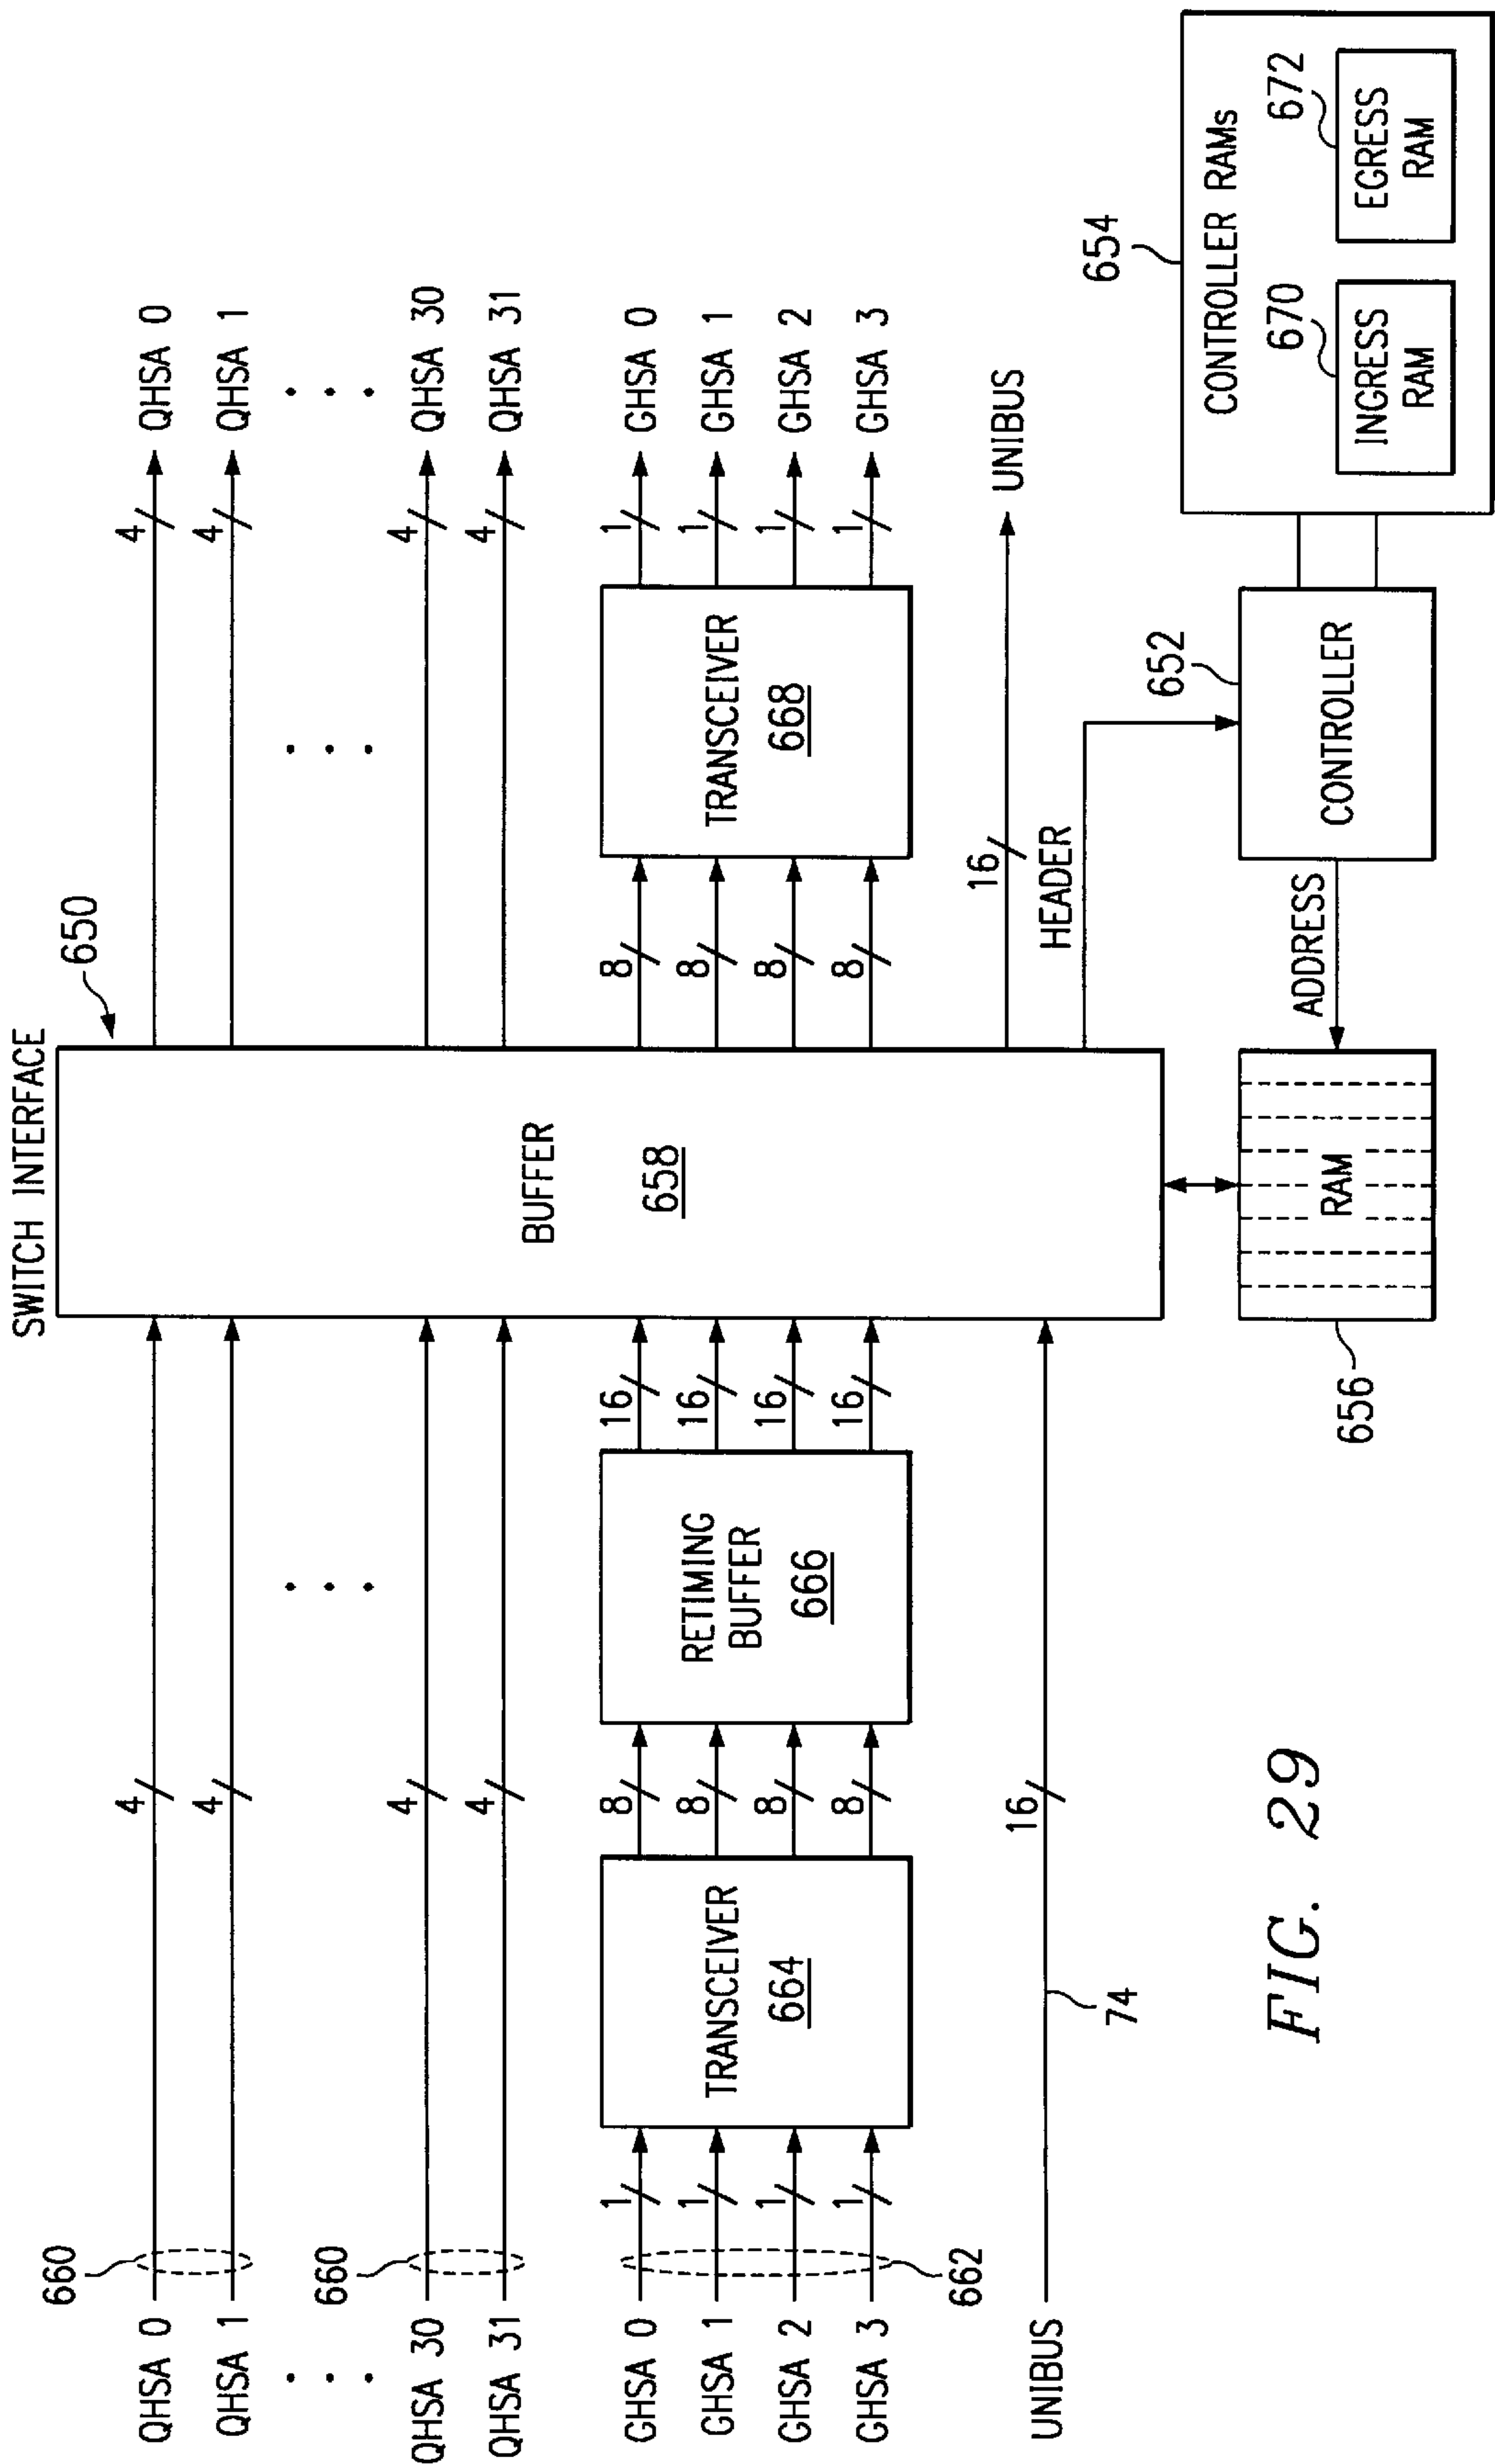 SWITCH INTERFACE
650
660
QHSA 0
4
4
QHSA 0
QHSA 1
4
4
QHSA 1
. . .
. . .
. . .
. . .
660
QHSA 30
4
4
QHSA 30
QHSA 31
4
4
QHSA 31
BUFFER
658
GHSA 0
1
8
16
8
1
GHSA 0
GHSA 1
1
8
16
8
1
GHSA 1
GHSA 2
1
8
16
8
1
GHSA 2
GHSA 3
1
8
16
8
1
GHSA 3
662
TRANSCEIVER
664
RETIMING
BUFFER
666
TRANSCEIVER
668
UNIBUS
74
16
16
UNIBUS
HEADER
RAM
656
ADDRESS
CONTROLLER
652
654
CONTROLLER RAMs
670
INGRESS
RAM
672
EGRESS
RAM
FIG. 29